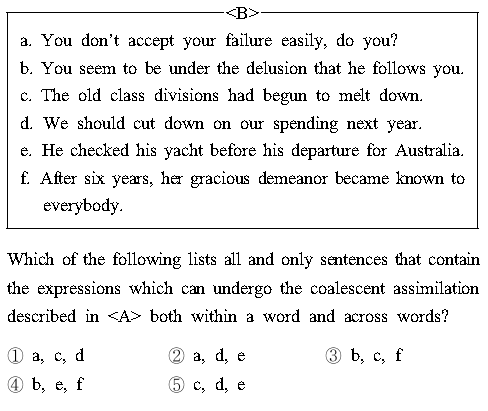 <B>
a. You don't accept your failure easily, do you?
b. You seem to be under the delusion that he follows you.
c. The old class divisions had begun to melt down.
d. We should cut down on our spending next year.
e. He checked his yacht before his departure for Australia.
f. After six years, her gracious demeanor became known to
everybody.
Which of the following lists all and only sentences that contain
the expressions which can undergo the coalescent assimilation
described in <A> both within a word and across words?
① a, c, d ② a, d, e ③ b, c, f
④ b, e, f ⑤ c, d, e